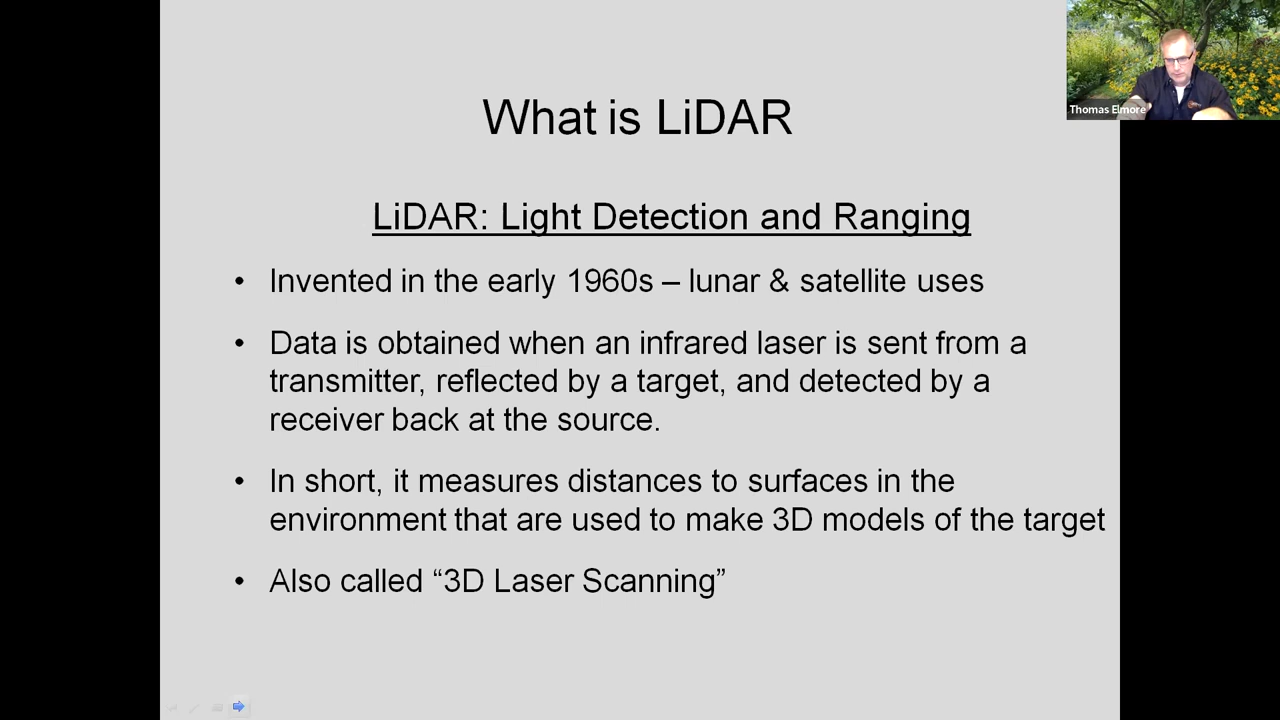 What is LiDAR
Thomas Elmore
LiDAR: Light Detection and Ranging
• Invented in the early 1960s – lunar & satellite uses
• Data is obtained when an infrared laser is sent from a
transmitter, reflected by a target, and detected by a
receiver back at the source.
• In short, it measures distances to surfaces in the
environment that are used to make 3D models of the target
• Also called “3D Laser Scanning”